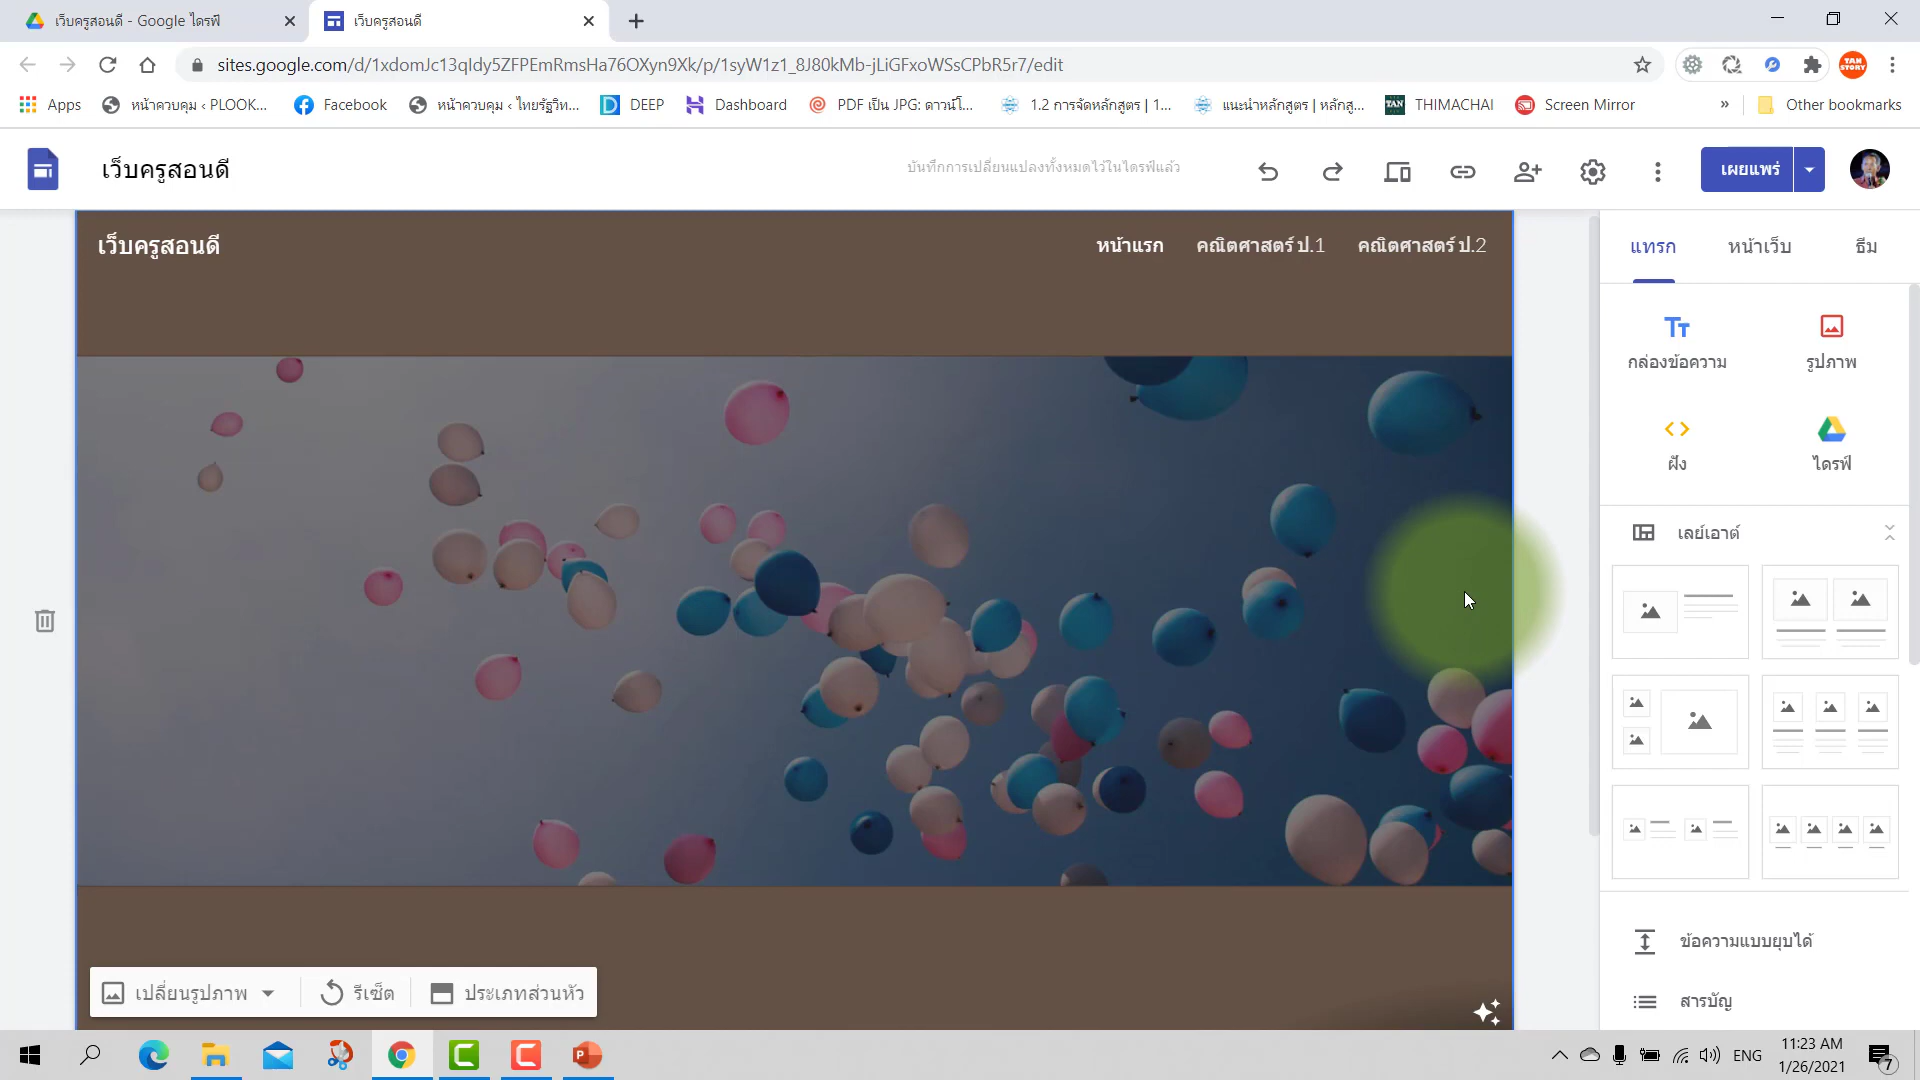 เว็บครูสอนดี - Google ไดรฟ์
เว็บครูสอนดี
sites.google.com/d/1xdomJc13qIdy5ZFPEmRmsHa76OXyn9Xk/p/1syW1z1_8J80kMb-jLiGFxoWSsCPbR5r7/edit
TAN STORY
Apps
หน้าควบคุม ‹ PLOOK...
Facebook
หน้าควบคุม ‹ ไทยรัฐวิท...
DEEP
Dashboard
PDF เป็น JPG: ดาวน์โ...
1.2 การจัดหลักสูตร | 1...
แนะนำหลักสูตร | หลักสู...
TAN
THIMACHAI
Screen Mirror
»
Other bookmarks
เว็บครูสอนดี
บันทึกการเปลี่ยนแปลงทั้งหมดไว้ในไดรฟ์แล้ว
เผยแพร่
เว็บครูสอนดี
หน้าแรก
คณิตศาสตร์ ป.1
คณิตศาสตร์ ป.2
แทรก
หน้าเว็บ
ธีม
กล่องข้อความ
รูปภาพ
ฝัง
ไดรฟ์
เลย์เอาต์
ข้อความแบบยุบได้
สารบัญ
เปลี่ยนรูปภาพ
รีเซ็ต
ประเภทส่วนหัว
ENG
11:23 AM
1/26/2021
7